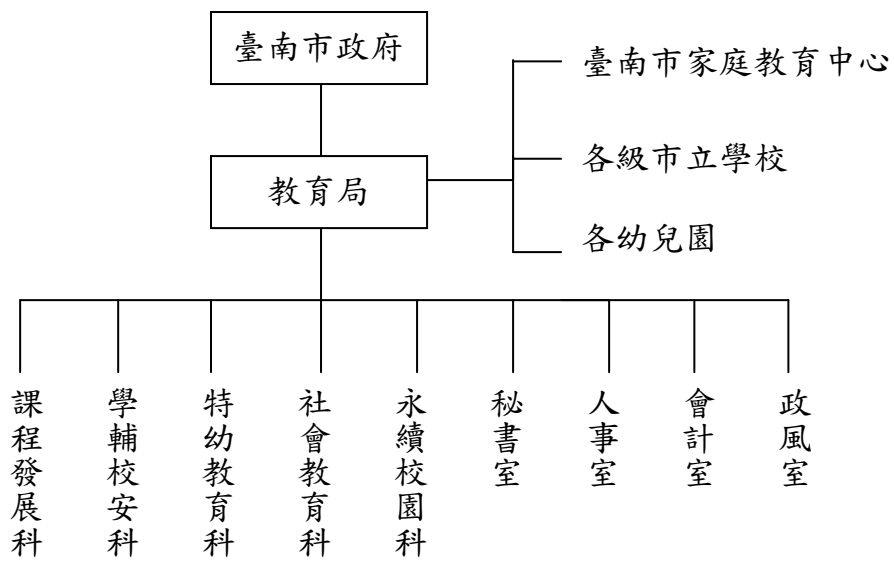 臺南市政府
臺南市家庭教育中心
各級市立學校
教育局
各幼兒園
課程發展科
學輔校安科
特幼教育科
社會教育科
永續校園科
秘書室
人事室
會計室
政風室